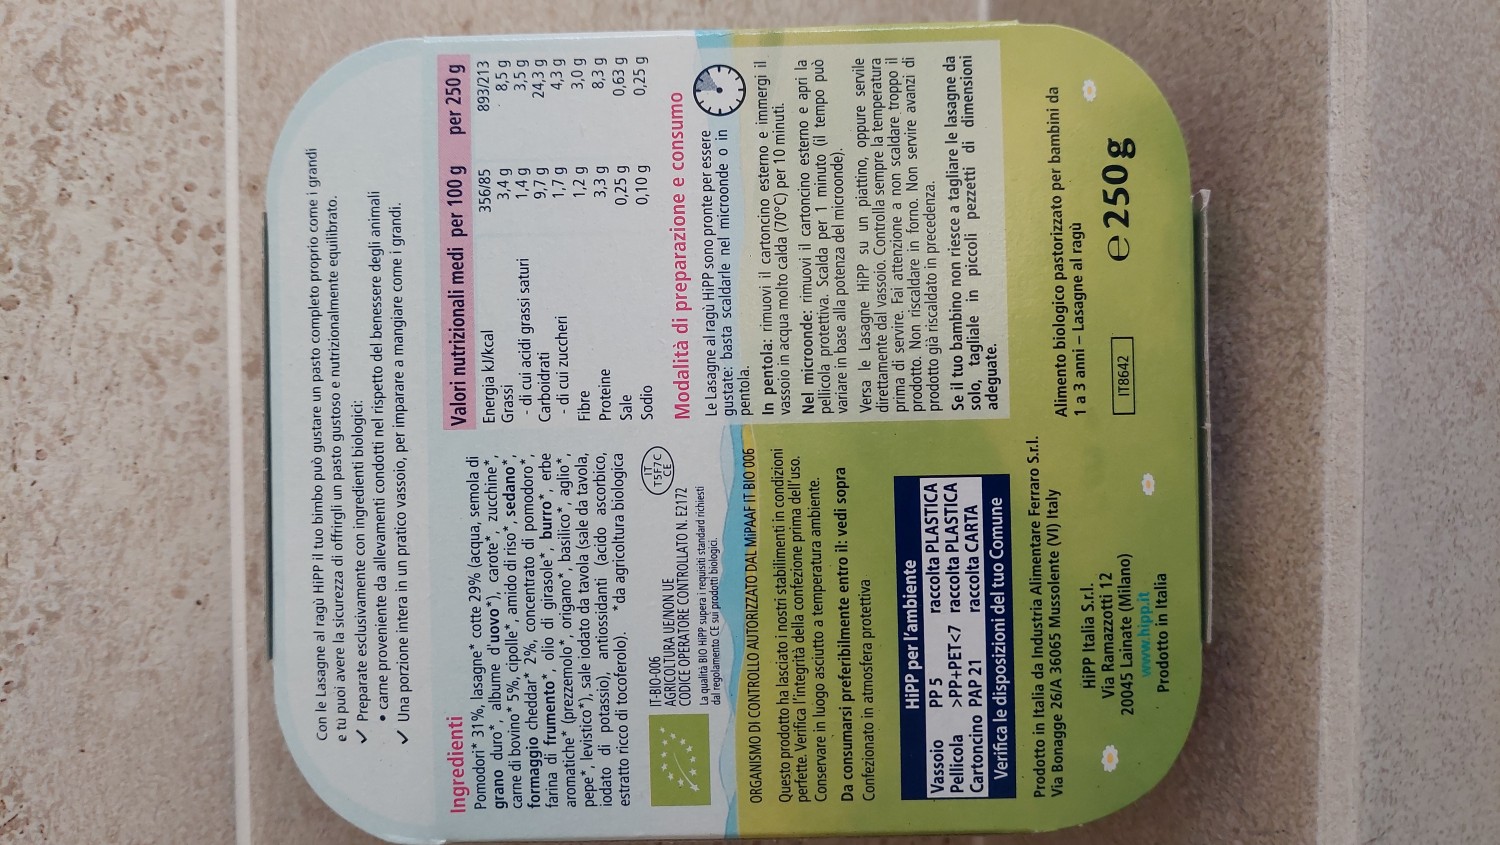 Con le Lasagne al ragù HiPP il tuo bimbo può gustare un pasto completo proprio come i grandi
e tu puoi avere la sicurezza di offrirgli un pasto gustoso e nutrizionalmente equilibrato.
✓ Preparate esclusivamente con ingredienti biologici:
• carne proveniente da allevamenti condotti nel rispetto del benessere degli animali
✓ Una porzione intera in un pratico vassoio, per imparare a mangiare come i grandi.
Ingredienti
Pomodori* 31%, lasagne* cotte 29% (acqua, semola di
grano duro*, albume d'uovo*), carote*, zucchine*,
carne di bovino* 5%, cipolle*, amido di riso*, sedano*,
formaggio cheddar* 2%, concentrato di pomodoro*,
farina di frumento*, olio di girasole*, burro*, erbe
aromatiche* (prezzemolo*, origano*, basilico*, aglio*,
pepe*, levistico*), sale iodato da tavola (sale da tavola,
iodato di potassio), antiossidanti (acido ascorbico,
estratto ricco di tocoferolo). *da agricoltura biologica
IT-BIO-006
AGRICOLTURA UE/NON UE
CODICE OPERATORE CONTROLLATO N. E2172
La qualità BIO HiPP supera i requisiti standard richiesti
dal regolamento CE sui prodotti biologici.
IT
T5F7C
CE
ORGANISMO DI CONTROLLO AUTORIZZATO DAL MiPAAF IT BIO 006
Questo prodotto ha lasciato i nostri stabilimenti in condizioni
perfette. Verifica l'integrità della confezione prima dell'uso.
Conservare in luogo asciutto a temperatura ambiente.
Da consumarsi preferibilmente entro il: vedi sopra
Confezionato in atmosfera protettiva
HiPP per l'ambiente
Vassoio PP 5 raccolta PLASTICA
Pellicola >PP+PET<7 raccolta PLASTICA
Cartoncino PAP 21 raccolta CARTA
Verifica le disposizioni del tuo Comune
Prodotto in Italia da Industria Alimentare Ferraro S.r.l.
Via Bonagge 26/A 36065 Mussolente (VI) Italy
HiPP Italia S.r.l.
Via Ramazzotti 12
20045 Lainate (Milano)
www.hipp.it
Prodotto in Italia
Valori nutrizionali medi per 100 g per 250 g
Energia kJ/kcal 356/85 893/213
Grassi 3,4 g 8,5 g
- di cui acidi grassi saturi 1,4 g 3,5 g
Carboidrati 9,7 g 24,3 g
- di cui zuccheri 1,7 g 4,3 g
Fibre 1,2 g 3,0 g
Proteine 3,3 g 8,3 g
Sale 0,25 g 0,63 g
Sodio 0,10 g 0,25 g
Modalità di preparazione e consumo
Le Lasagne al ragù HiPP sono pronte per essere
gustate: basta scaldarle nel microonde o in
pentola.
In pentola: rimuovi il cartoncino esterno e immergi il
vassoio in acqua molto calda (70°C) per 10 minuti.
Nel microonde: rimuovi il cartoncino esterno e apri la
pellicola protettiva. Scalda per 1 minuto (il tempo può
variare in base alla potenza del microonde).
Versa le Lasagne HiPP su un piattino, oppure servile
direttamente dal vassoio. Controlla sempre la temperatura
prima di servire. Fai attenzione a non scaldare troppo il
prodotto. Non riscaldare in forno. Non servire avanzi di
prodotto già riscaldato in precedenza.
Se il tuo bambino non riesce a tagliare le lasagne da
solo, tagliale in piccoli pezzetti di dimensioni
adeguate.
Alimento biologico pastorizzato per bambini da
1 a 3 anni – Lasagne al ragù
IT8642
e 250g